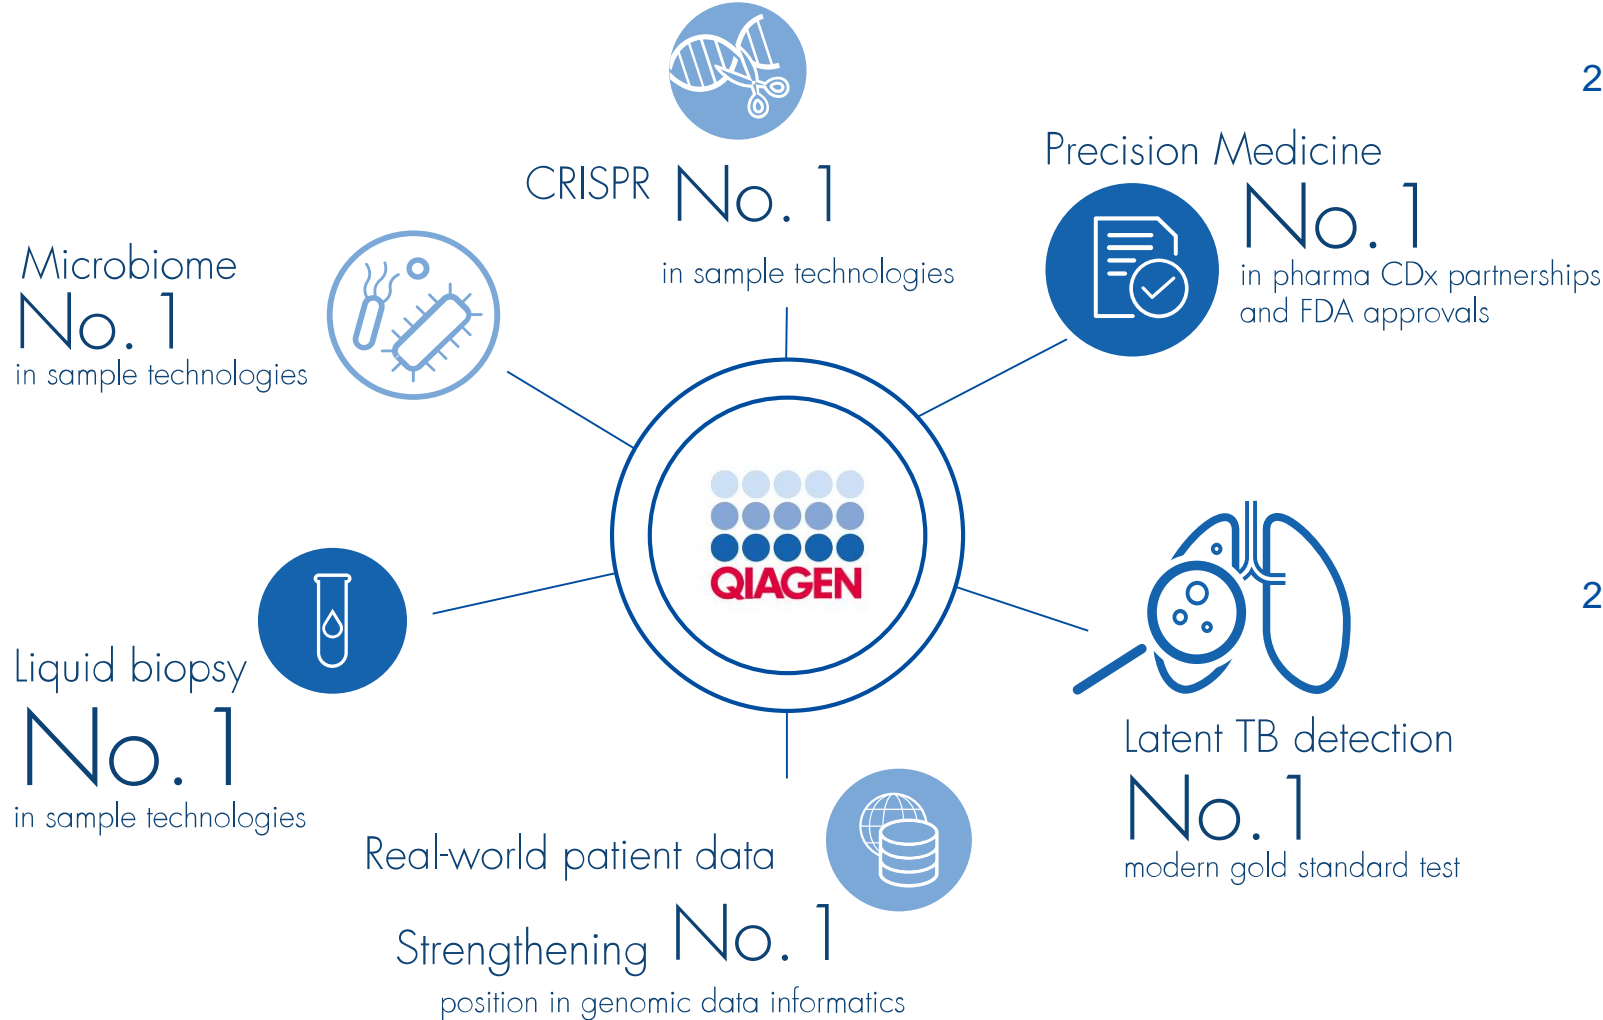 2
CRISPR No. 1
in sample technologies
Precision Medicine
No. 1
in pharma CDx partnerships
and FDA approvals
Microbiome
No. 1
in sample technologies
QIAGEN
2
Liquid biopsy
No. 1
in sample technologies
Latent TB detection
No. 1
modern gold standard test
Real-world patient data
Strengthening No. 1
position in genomic data informatics